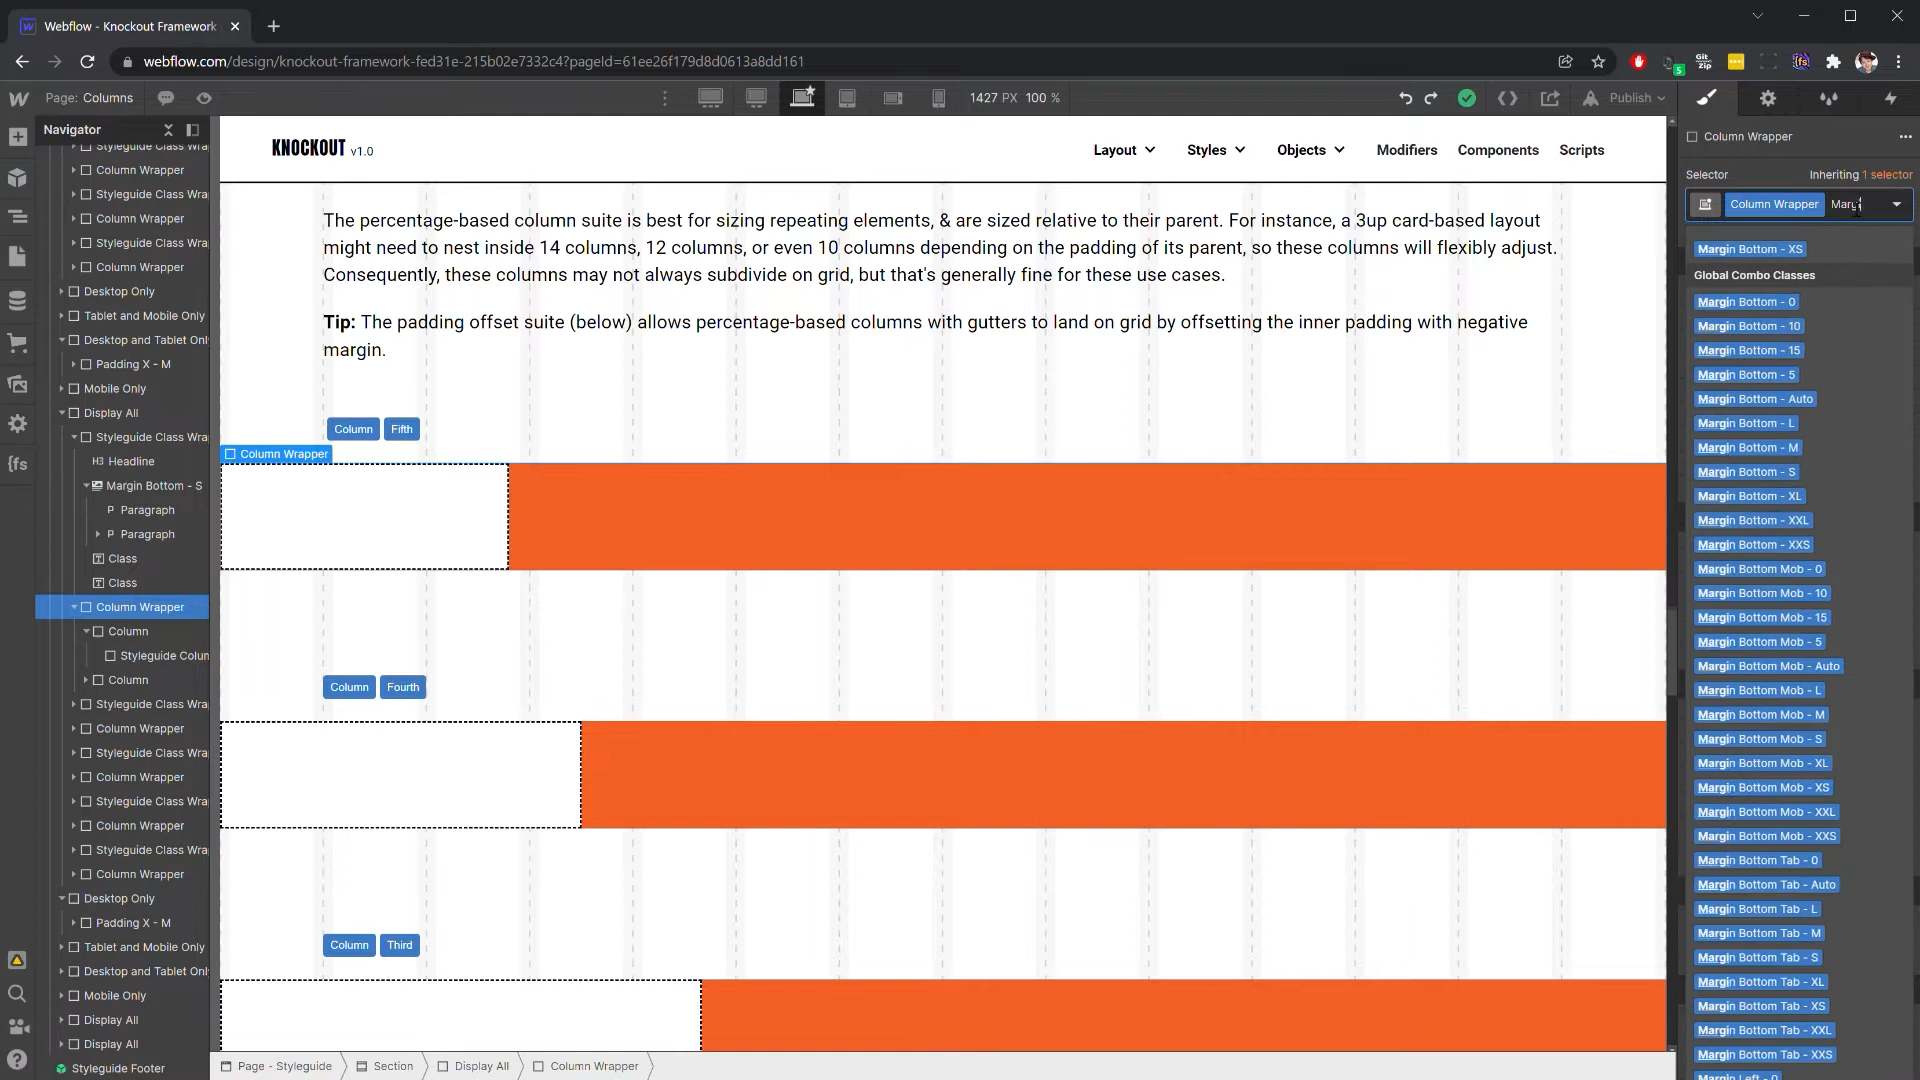 Webflow - Knockout Framework
webflow.com/design/knockout-framework-fed31e-215b02e7332c4?pageId=61ee26f179d8d0613a8dd161
5
Git Zip
{fs
Page: Columns
1427 PX 100 %
Publish
Navigator
Styleguide Class Wra
Column Wrapper
Styleguide Class Wra
Column Wrapper
Styleguide Class Wra
Column Wrapper
Desktop Only
Tablet and Mobile Only
Desktop and Tablet Onl
Padding X - M
Mobile Only
Display All
Styleguide Class Wra
H3 Headline
Margin Bottom - S
P Paragraph
P Paragraph
Class
Class
Column Wrapper
Column
Styleguide Colum
Column
Styleguide Class Wra
Column Wrapper
Styleguide Class Wra
Column Wrapper
Styleguide Class Wra
Column Wrapper
Styleguide Class Wra
Column Wrapper
Desktop Only
Padding X - M
Tablet and Mobile Only
Desktop and Tablet Onl
Mobile Only
Display All
Display All
Styleguide Footer
{fs
KNOCKOUT v1.0
Layout
Styles
Objects
Modifiers
Components
Scripts
The percentage-based column suite is best for sizing repeating elements, & are sized relative to their parent. For instance, a 3up card-based layout
might need to nest inside 14 columns, 12 columns, or even 10 columns depending on the padding of its parent, so these columns will flexibly adjust.
Consequently, these columns may not always subdivide on grid, but that's generally fine for these use cases.
Tip: The padding offset suite (below) allows percentage-based columns with gutters to land on grid by offsetting the inner padding with negative
margin.
Column Fifth
Column Wrapper
Column Fourth
Column Third
Page - Styleguide
Section
Display All
Column Wrapper
Column Wrapper
Selector
Inheriting 1 selector
Column Wrapper
Margi
Margin Bottom - XS
Global Combo Classes
Margin Bottom - 0
Margin Bottom - 10
Margin Bottom - 15
Margin Bottom - 5
Margin Bottom - Auto
Margin Bottom - L
Margin Bottom - M
Margin Bottom - S
Margin Bottom - XL
Margin Bottom - XXL
Margin Bottom - XXS
Margin Bottom Mob - 0
Margin Bottom Mob - 10
Margin Bottom Mob - 15
Margin Bottom Mob - 5
Margin Bottom Mob - Auto
Margin Bottom Mob - L
Margin Bottom Mob - M
Margin Bottom Mob - S
Margin Bottom Mob - XL
Margin Bottom Mob - XS
Margin Bottom Mob - XXL
Margin Bottom Mob - XXS
Margin Bottom Tab - 0
Margin Bottom Tab - Auto
Margin Bottom Tab - L
Margin Bottom Tab - M
Margin Bottom Tab - S
Margin Bottom Tab - XL
Margin Bottom Tab - XS
Margin Bottom Tab - XXL
Margin Bottom Tab - XXS
Margin Left - 0